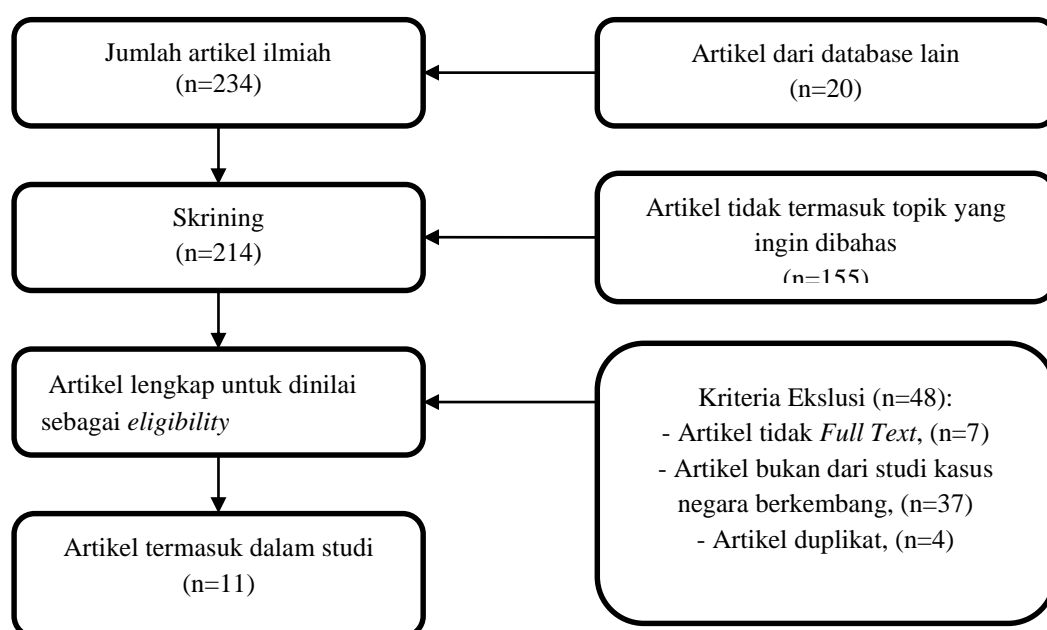 Jumlah artikel ilmiah
(n=234)
Artikel dari database lain
(n=20)
Skrining
(n=214)
Artikel tidak termasuk topik yang
ingin dibahas
(n=155)
Artikel lengkap untuk dinilai
sebagai eligibility
Kriteria Ekslusi (n=48):
- Artikel tidak Full Text, (n=7)
- Artikel bukan dari studi kasus
negara berkembang, (n=37)
- Artikel duplikat, (n=4)
Artikel termasuk dalam studi
(n=11)